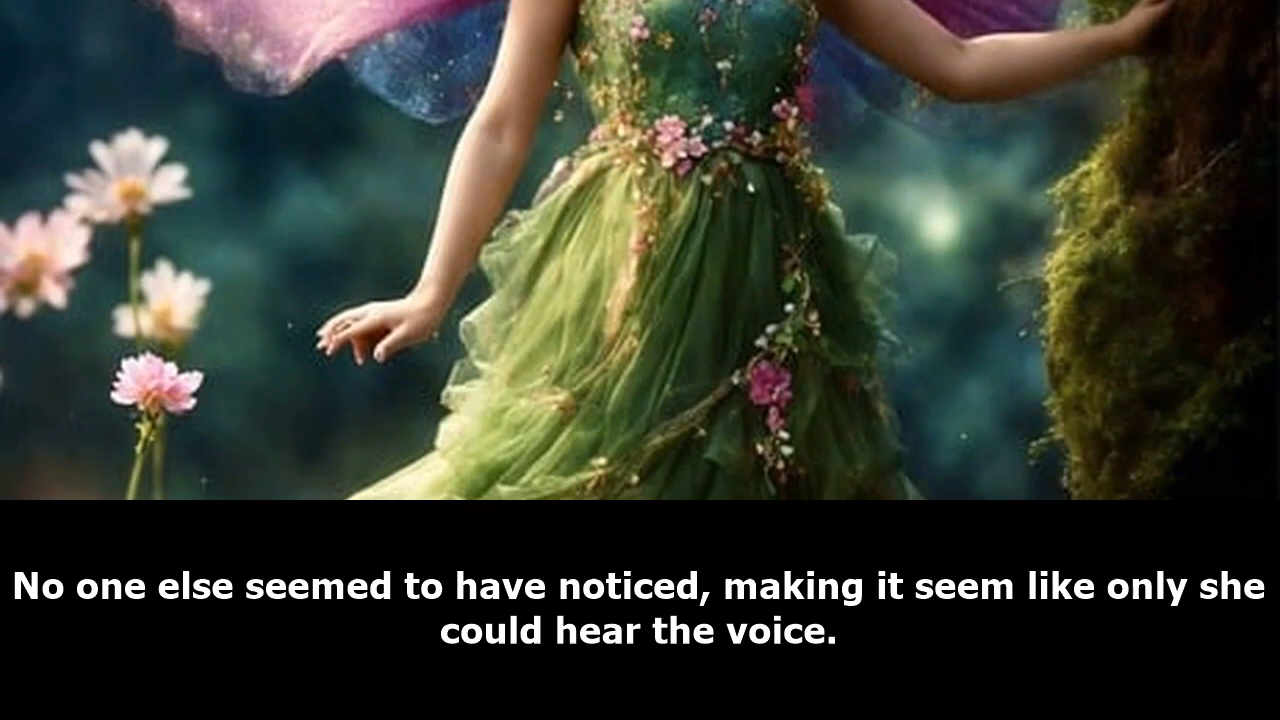 No one else seemed to have noticed, making it seem like only she
could hear the voice.